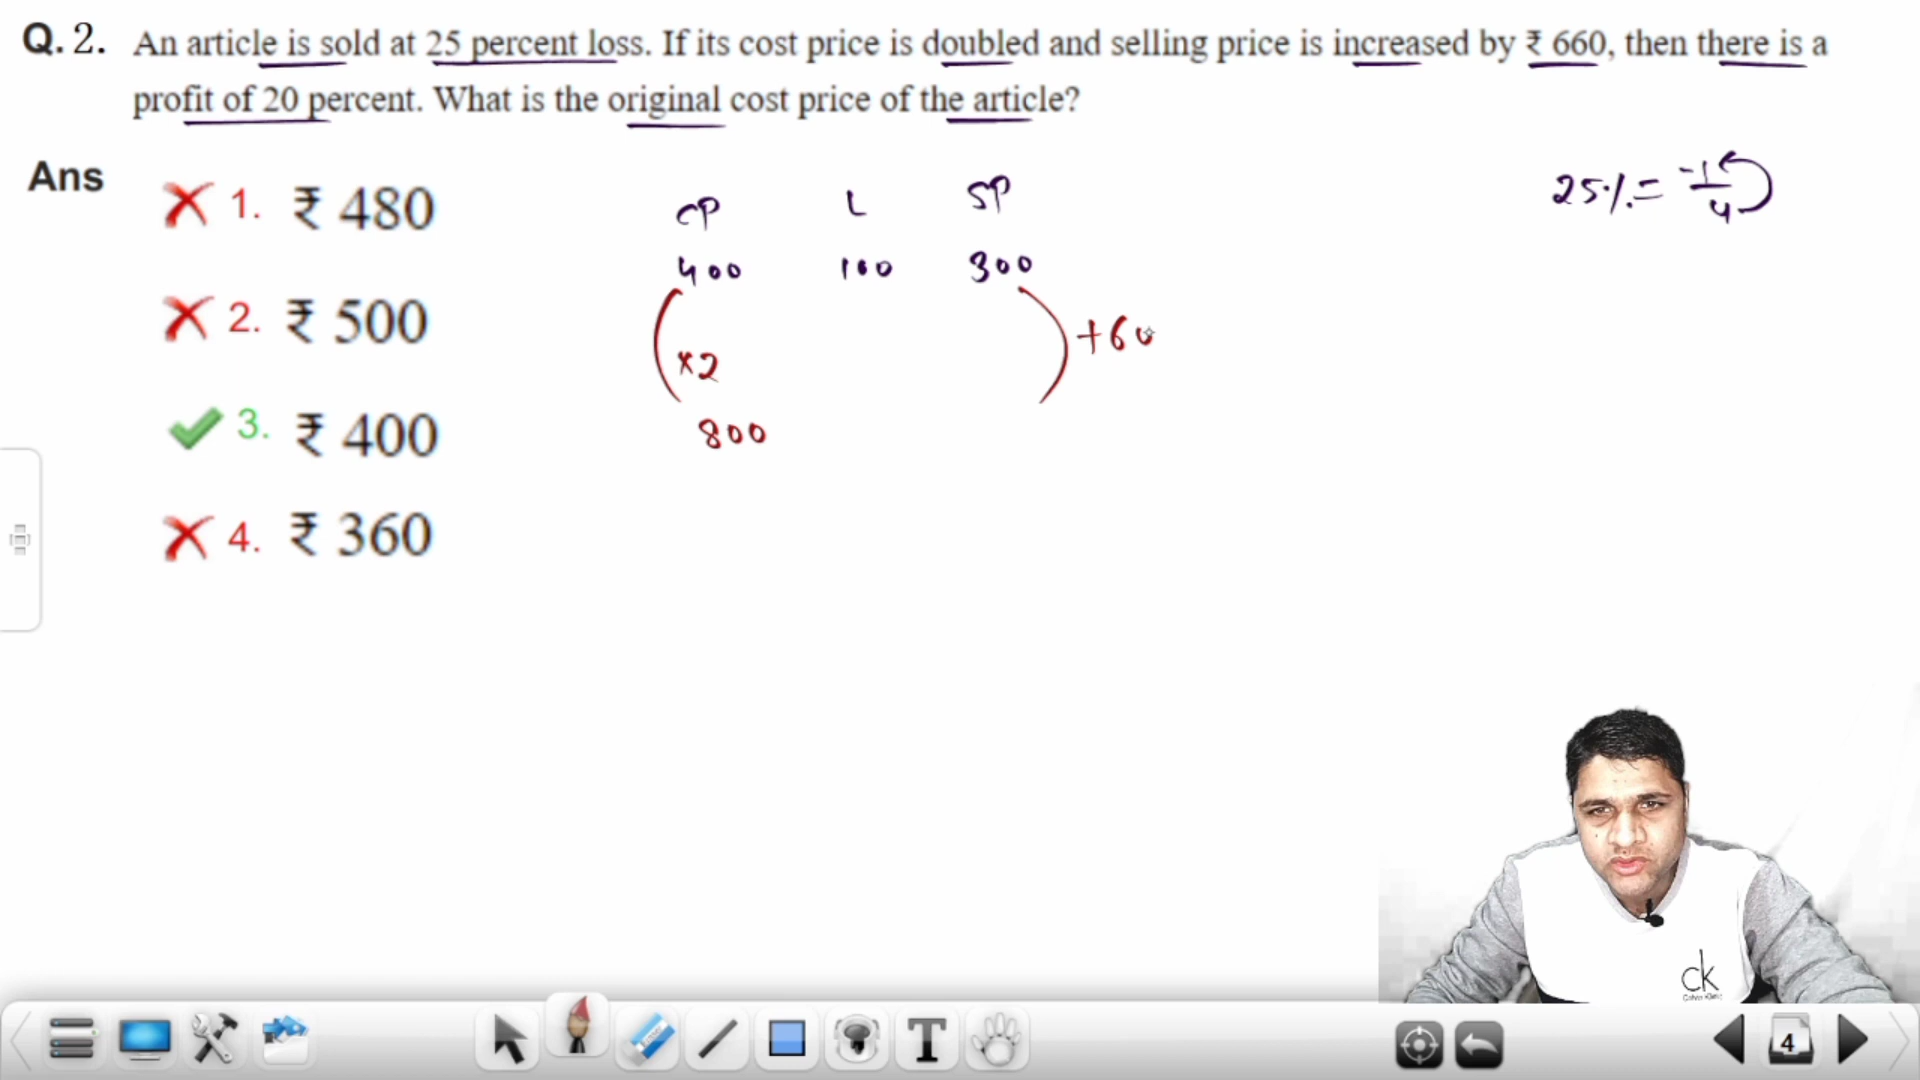 Q. 2. An article is sold at 25 percent loss. If its cost price is doubled and selling price is increased by ₹ 660, then there is a
profit of 20 percent. What is the original cost price of the article?
Ans
1. ₹ 480
2. ₹ 500
3. ₹ 400
4. ₹ 360
CP L SP
400 100 300
×2
+60
800
25%= -1/4
ck
Calvin Klein
4
T